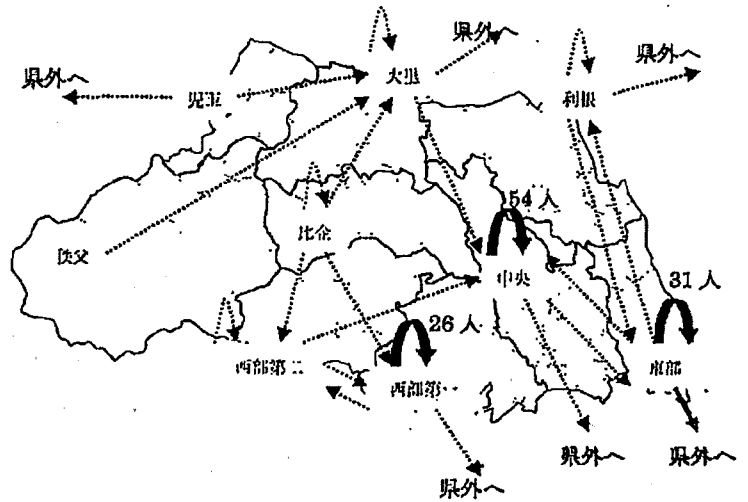 県外へ
県外へ
県外へ
児玉
大里
利根
54人
秩父
比企
中央
31人
26人
西部第二
西部第一
東部
県外へ
県外へ
県外へ